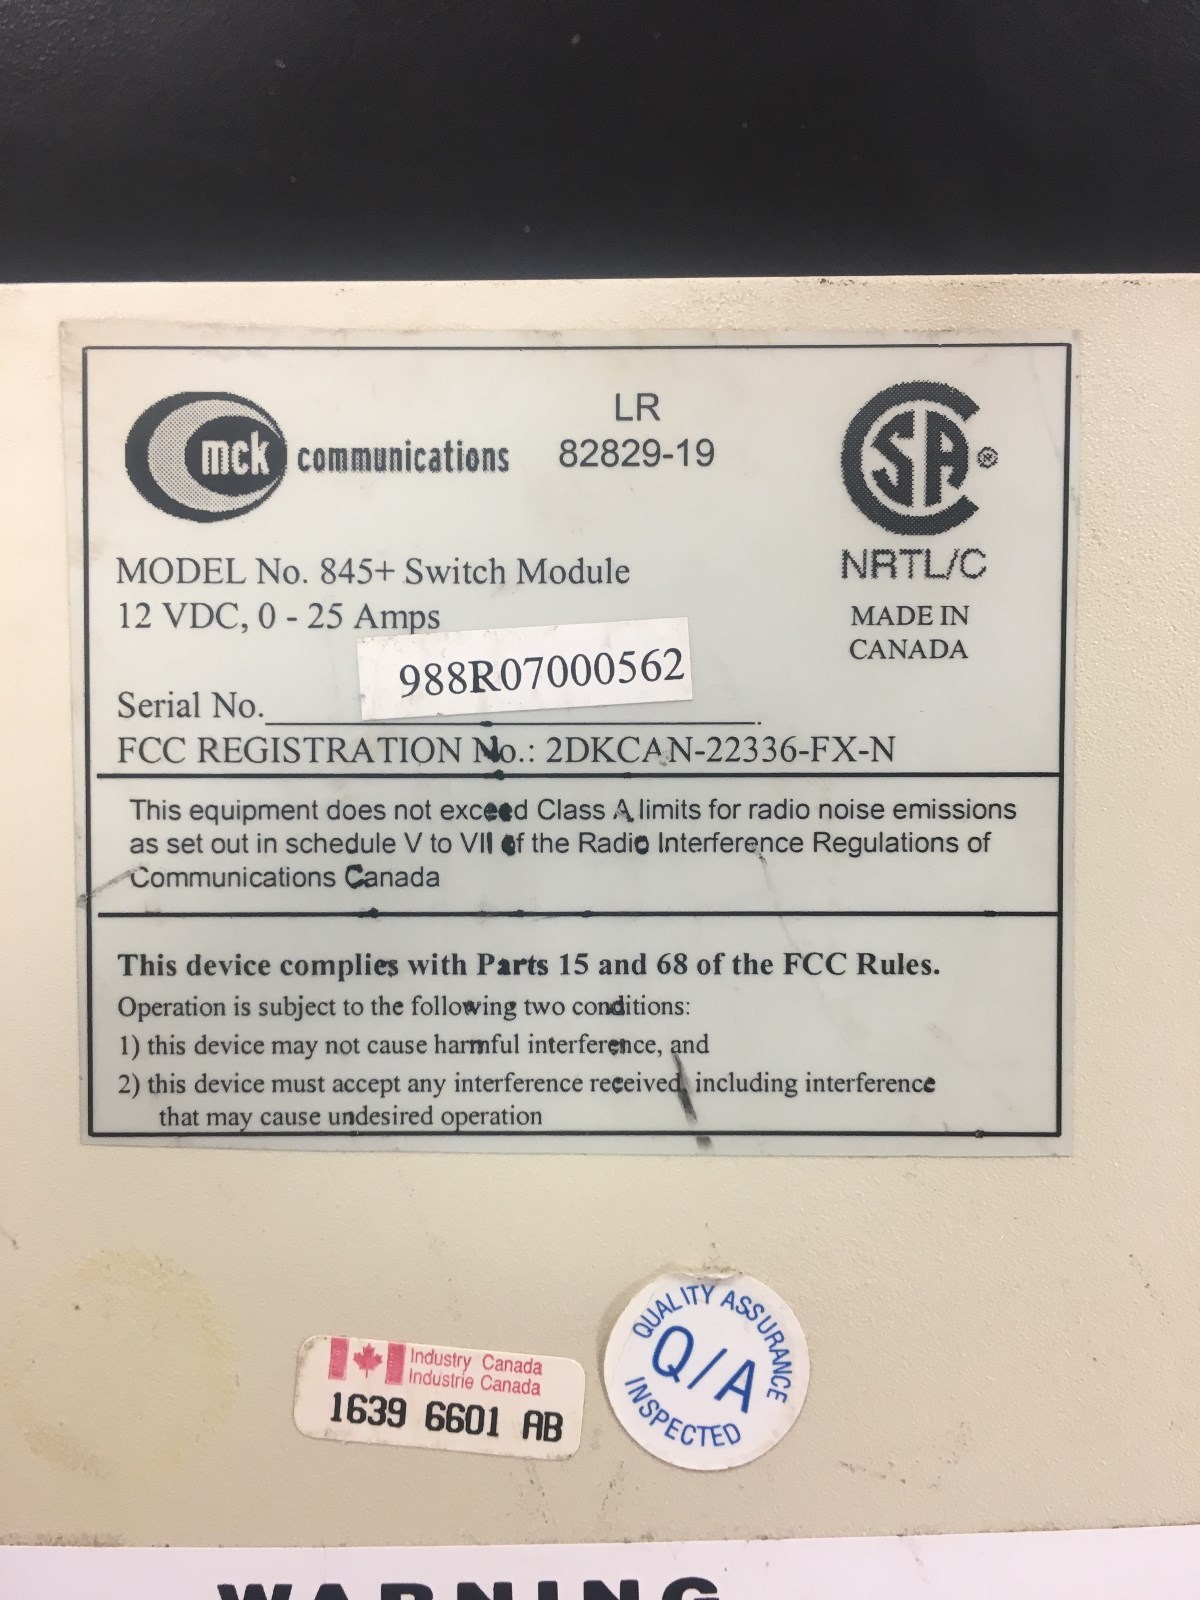 mck communications
LR
82829-19
CSA®
NRTL/C
MADE IN
CANADA
MODEL No. 845+ Switch Module
12 VDC, 0 - 25 Amps
988R07000562
Serial No.
FCC REGISTRATION No.: 2DKCAN-22336-FX-N
This equipment does not exceed Class A limits for radio noise emissions
as set out in schedule V to VII of the Radio Interference Regulations of
Communications Canada
This device complies with Parts 15 and 68 of the FCC Rules.
Operation is subject to the following two conditions:
1) this device may not cause harmful interference, and
2) this device must accept any interference received, including interference
that may cause undesired operation
Industry Canada
Industrie Canada
1639 6601 AB
QUALITY ASSURANCE
Q/A
INSPECTED
WARNING